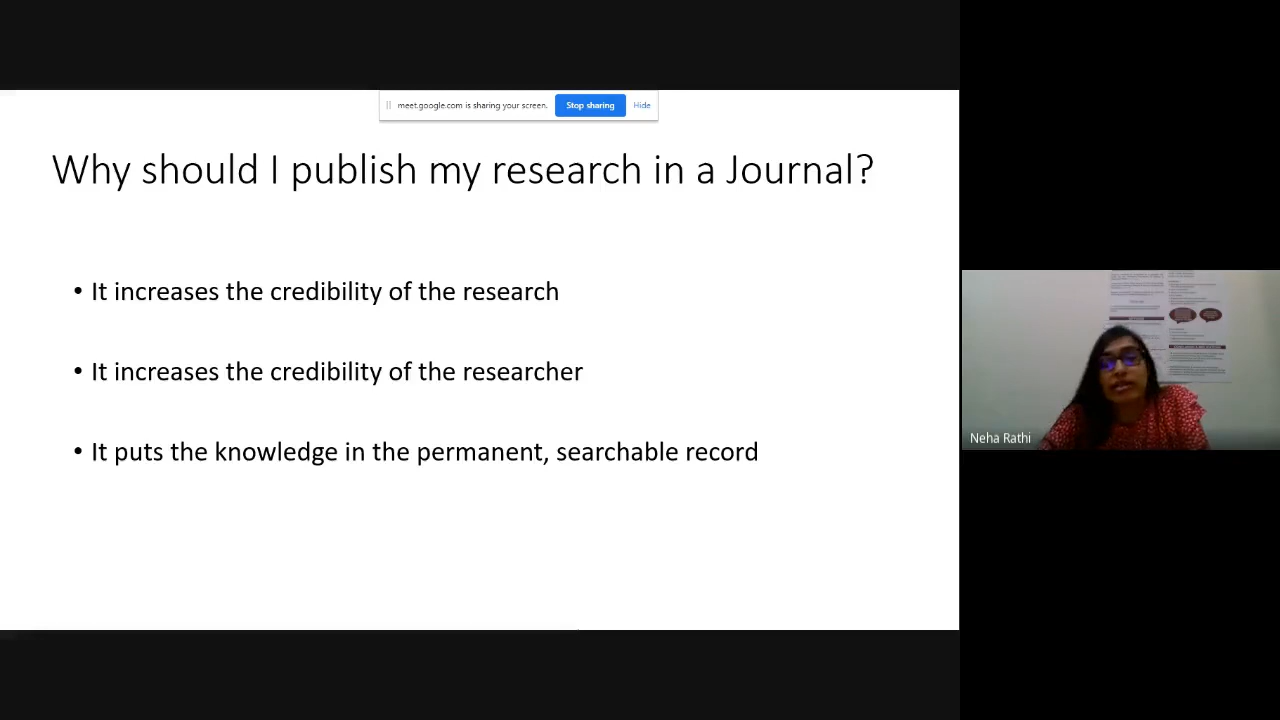 meet.google.com is sharing your screen.
Stop sharing
Hide
Why should I publish my research in a Journal?
• It increases the credibility of the research
• It increases the credibility of the researcher
• It puts the knowledge in the permanent, searchable record
Neha Rathi